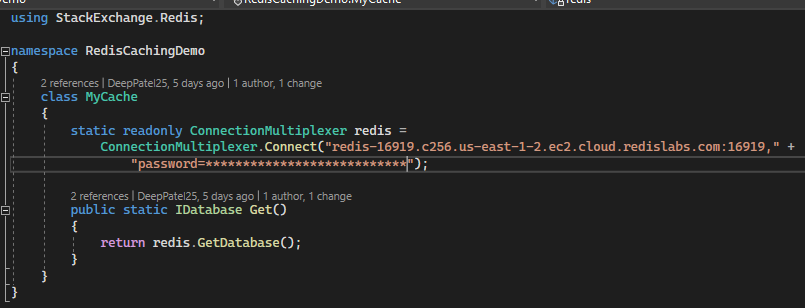 RedisCachingDemo.MyCache
redis
using StackExchange.Redis;
namespace RedisCachingDemo
{
2 references | DeepPatel25, 5 days ago | 1 author, 1 change
class MyCache
{
static readonly ConnectionMultiplexer redis =
ConnectionMultiplexer.Connect("redis-16919.c256.us-east-1-2.ec2.cloud.redislabs.com:16919," +
"password=***************************");
2 references | DeepPatel25, 5 days ago | 1 author, 1 change
public static IDatabase Get()
{
return redis.GetDatabase();
}
}
}